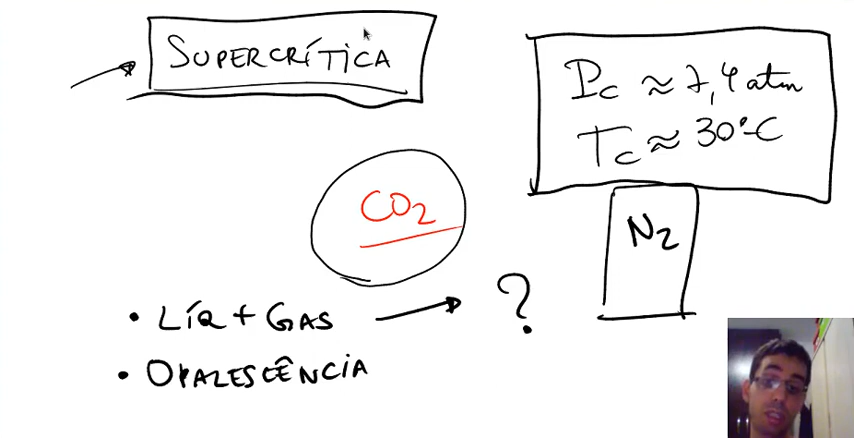 SUPERCRÍTICA
Pc ≈ 7,4 atm
Tc ≈ 30°C
CO2
N2
• LÍQ + GAS → ?
• OPALESCÊNCIA